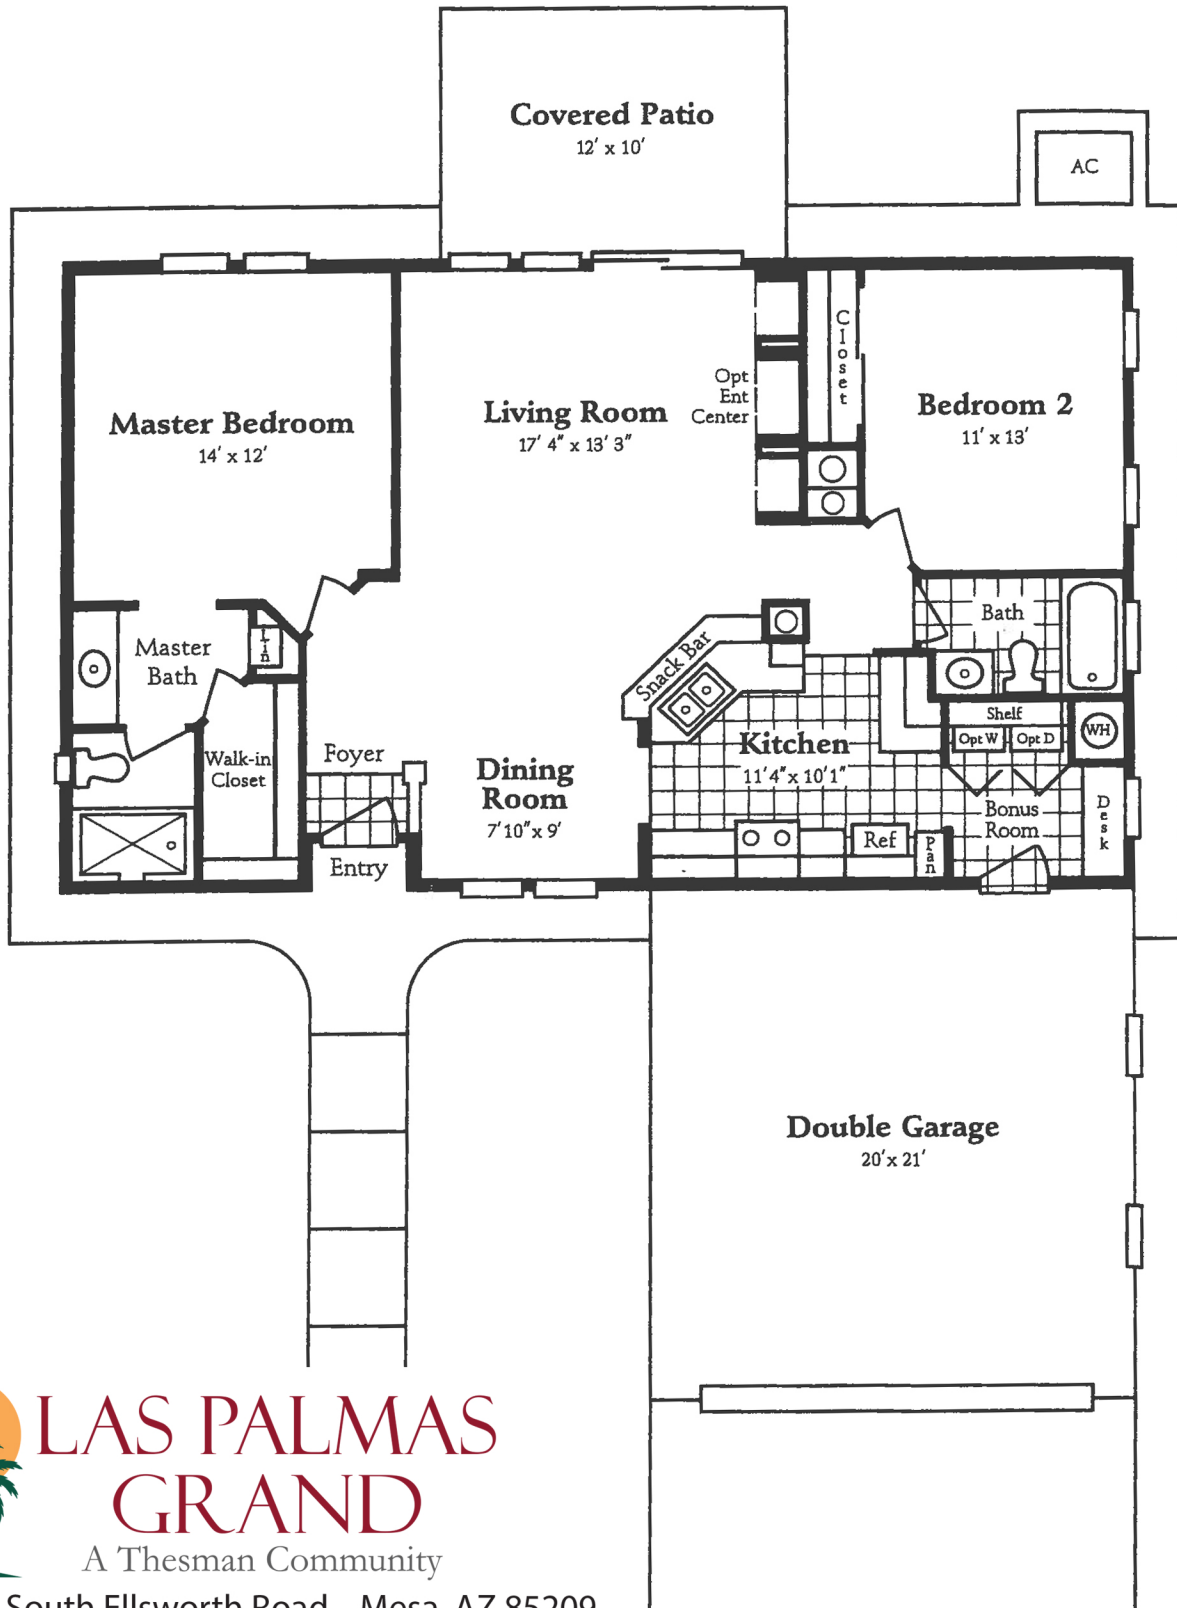 Covered Patio
12' x 10'
AC
Master Bedroom
14' x 12'
Living Room
17' 4" x 13' 3"
Opt
Ent
Center
Closet
Bedroom 2
11' x 13'
Master
Bath
Lin
Walk-in
Closet
Foyer
Entry
Dining
Room
7'10"x 9'
Snack Bar
Kitchen
11'4"x 10'1"
Ref
Pan
Bath
Shelf
Opt W
Opt D
WH
Bonus
Room
Desk
Double Garage
20'x 21'
LAS PALMAS
GRAND
A Thesman Community
South Ellsworth Road Mesa, AZ 85209